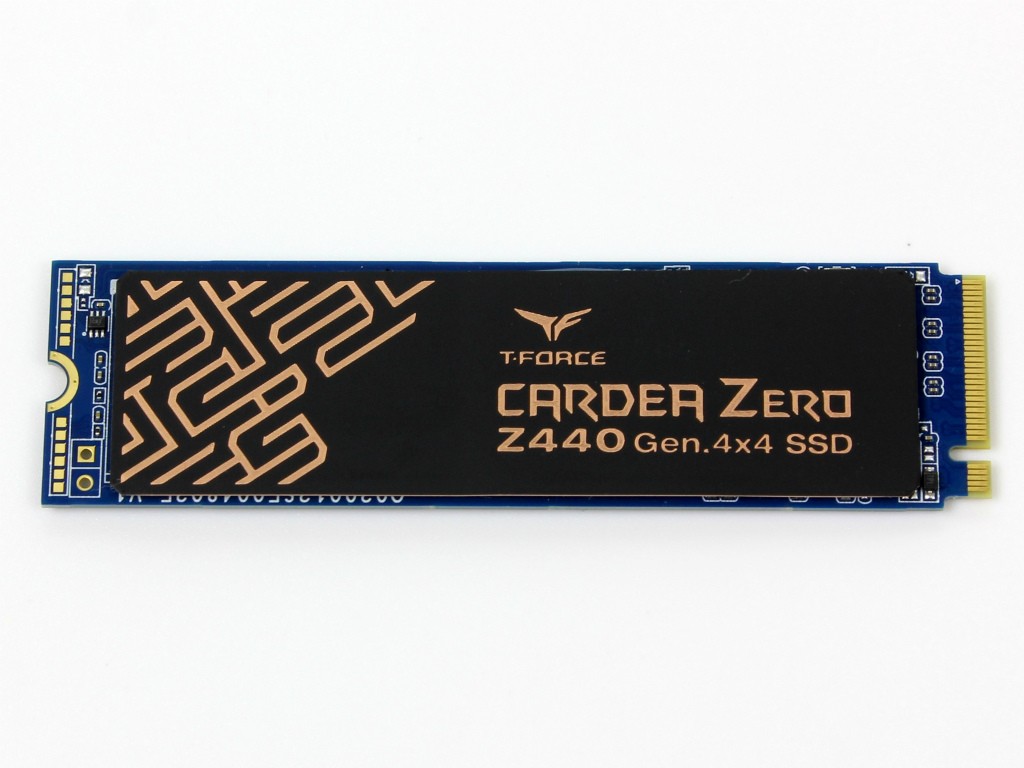 T-FORCE
CARDEA ZERO
Z440 Gen.4x4 SSD